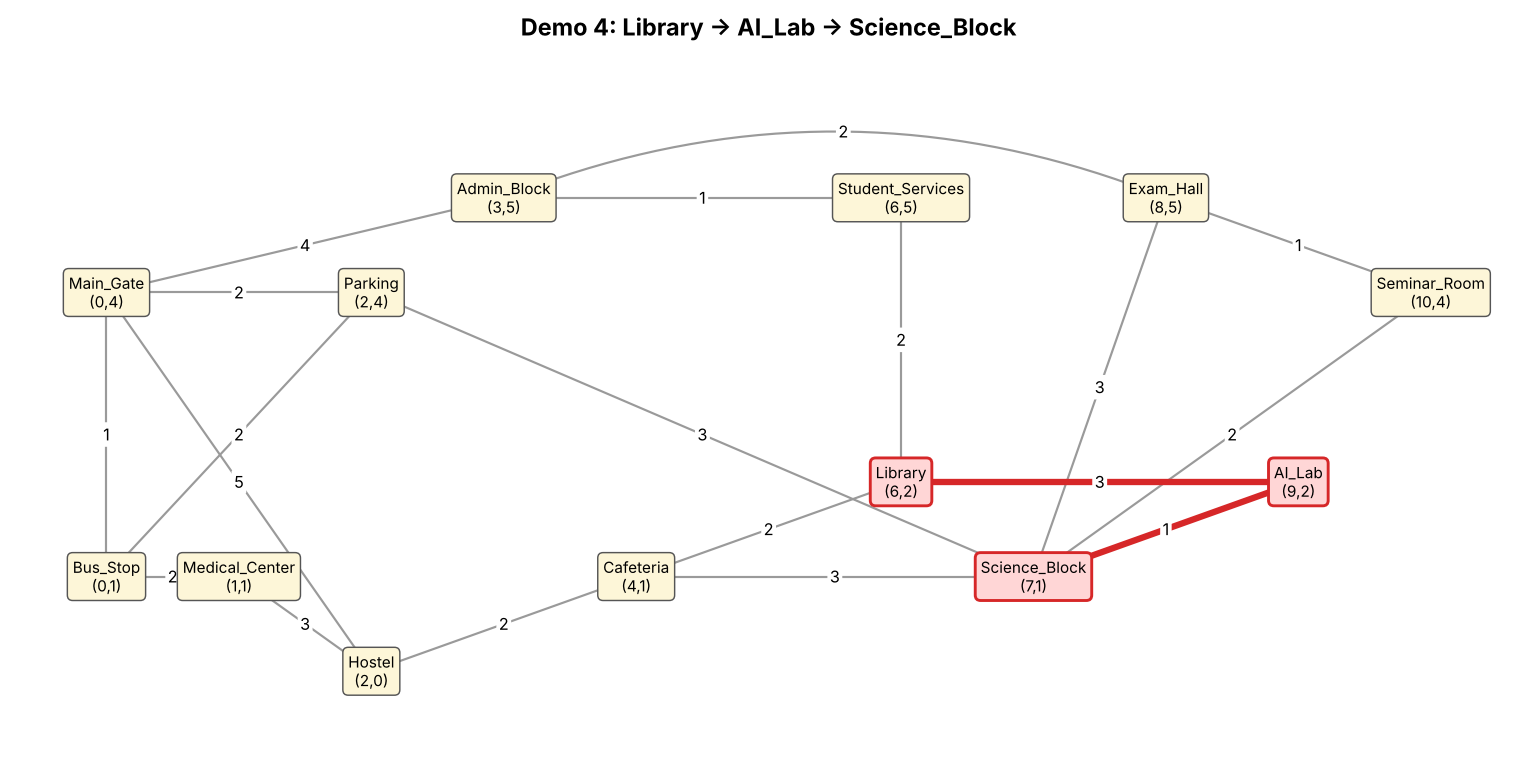 Demo 4: Library → AI_Lab → Science_Block
2
Admin_Block
(3,5)
1
Student_Services
(6,5)
Exam_Hall
(8,5)
4
1
Main_Gate
(0,4)
2
Parking
(2,4)
Seminar_Room
(10,4)
2
3
1
2
3
2
5
Library
(6,2)
3
AI_Lab
(9,2)
2
1
Bus_Stop
(0,1)
2
Medical_Center
(1,1)
Cafeteria
(4,1)
3
Science_Block
(7,1)
3
2
Hostel
(2,0)